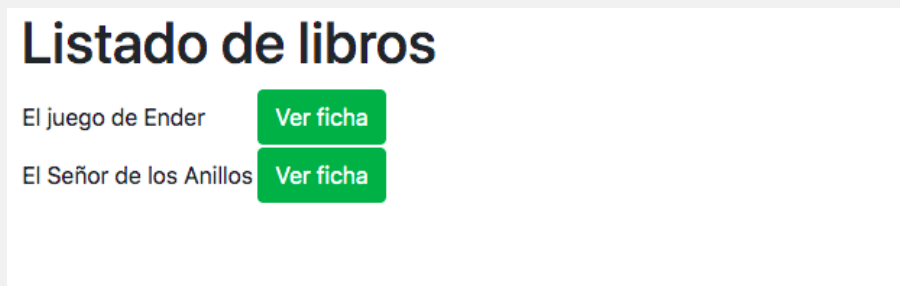 Listado de libros
El juego de Ender Ver ficha
El Señor de los Anillos Ver ficha